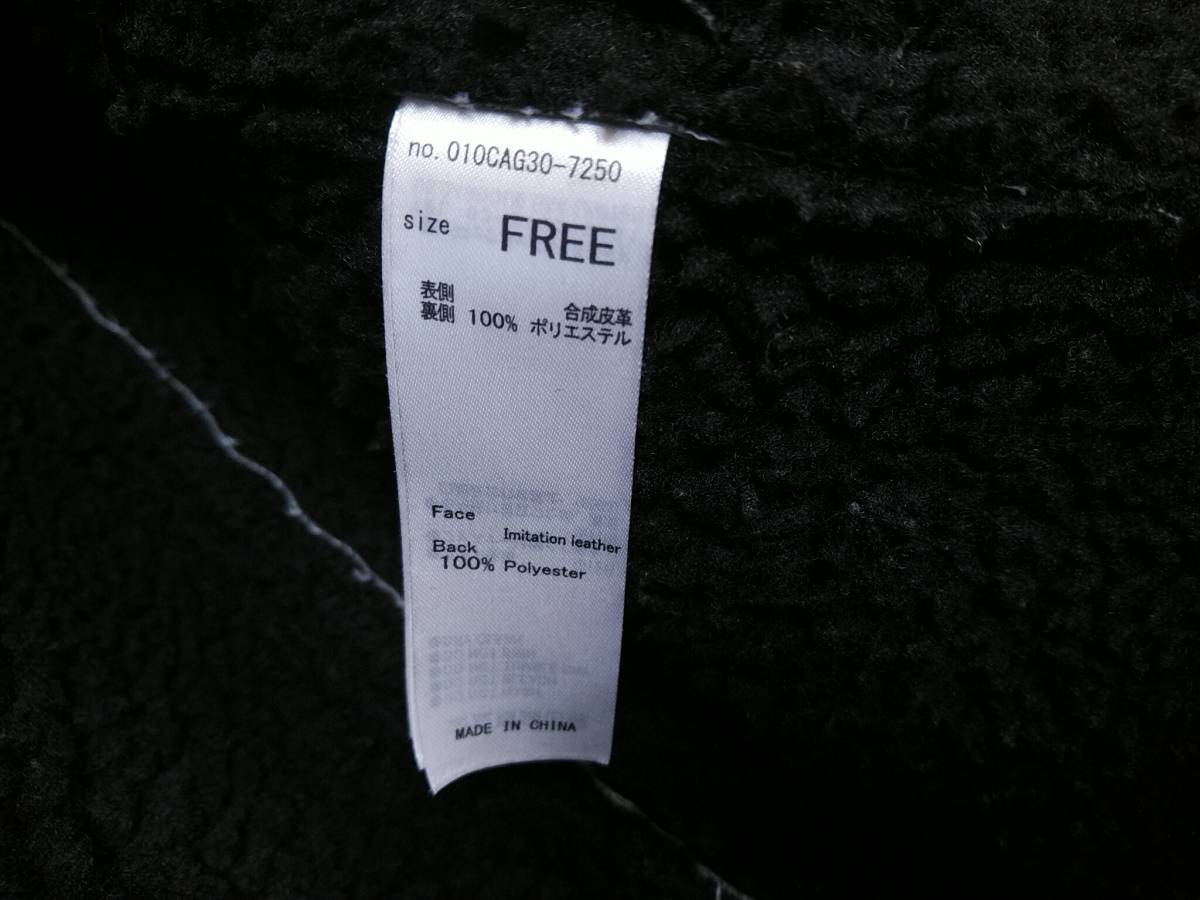 no. 010CAG30-7250
size FREE
表側
合成皮革
裏側 100% ポリエステル
Face
Imitation leather
Back
100% Polyester
MADE IN CHINA